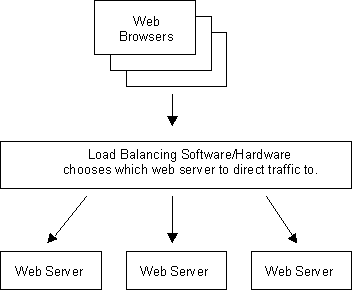 Web
Browsers
Load Balancing Software/Hardware
chooses which web server to direct traffic to.
Web Server
Web Server
Web Server